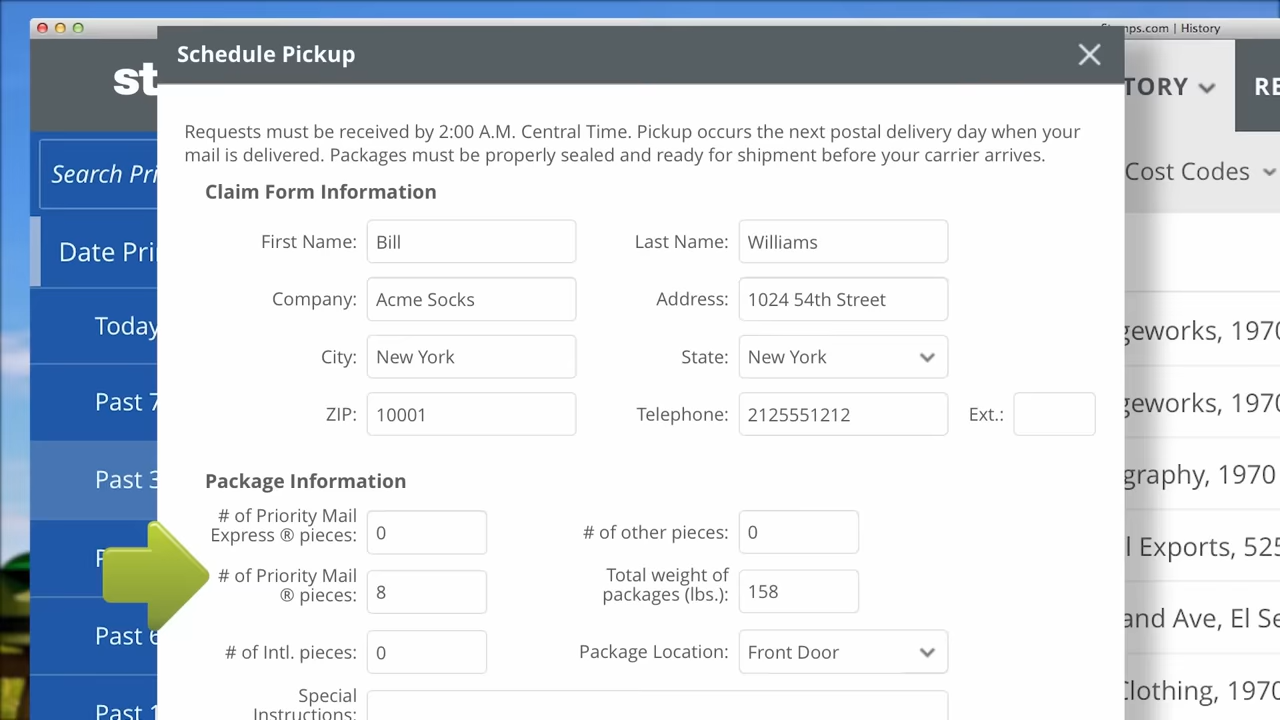 Stamps.com | History
Schedule Pickup
st
TORY
RE
Requests must be received by 2:00 A.M. Central Time. Pickup occurs the next postal delivery day when your
mail is delivered. Packages must be properly sealed and ready for shipment before your carrier arrives.
Search Pri
Cost Codes
Claim Form Information
Date Pri
First Name: Bill Last Name: Williams
Company: Acme Socks Address: 1024 54th Street
Today
geworks, 1970
City: New York State: New York
Past 7
geworks, 1970
ZIP: 10001 Telephone: 2125551212 Ext.:
Past 3
graphy, 1970
Package Information
# of Priority Mail
Express ® pieces: 0 # of other pieces: 0
P
l Exports, 525
# of Priority Mail
® pieces: 8
Total weight of
packages (lbs.): 158
Past 6
and Ave, El Se
# of Intl. pieces: 0 Package Location: Front Door
Special
Instructions:
Past 1
Clothing, 1970